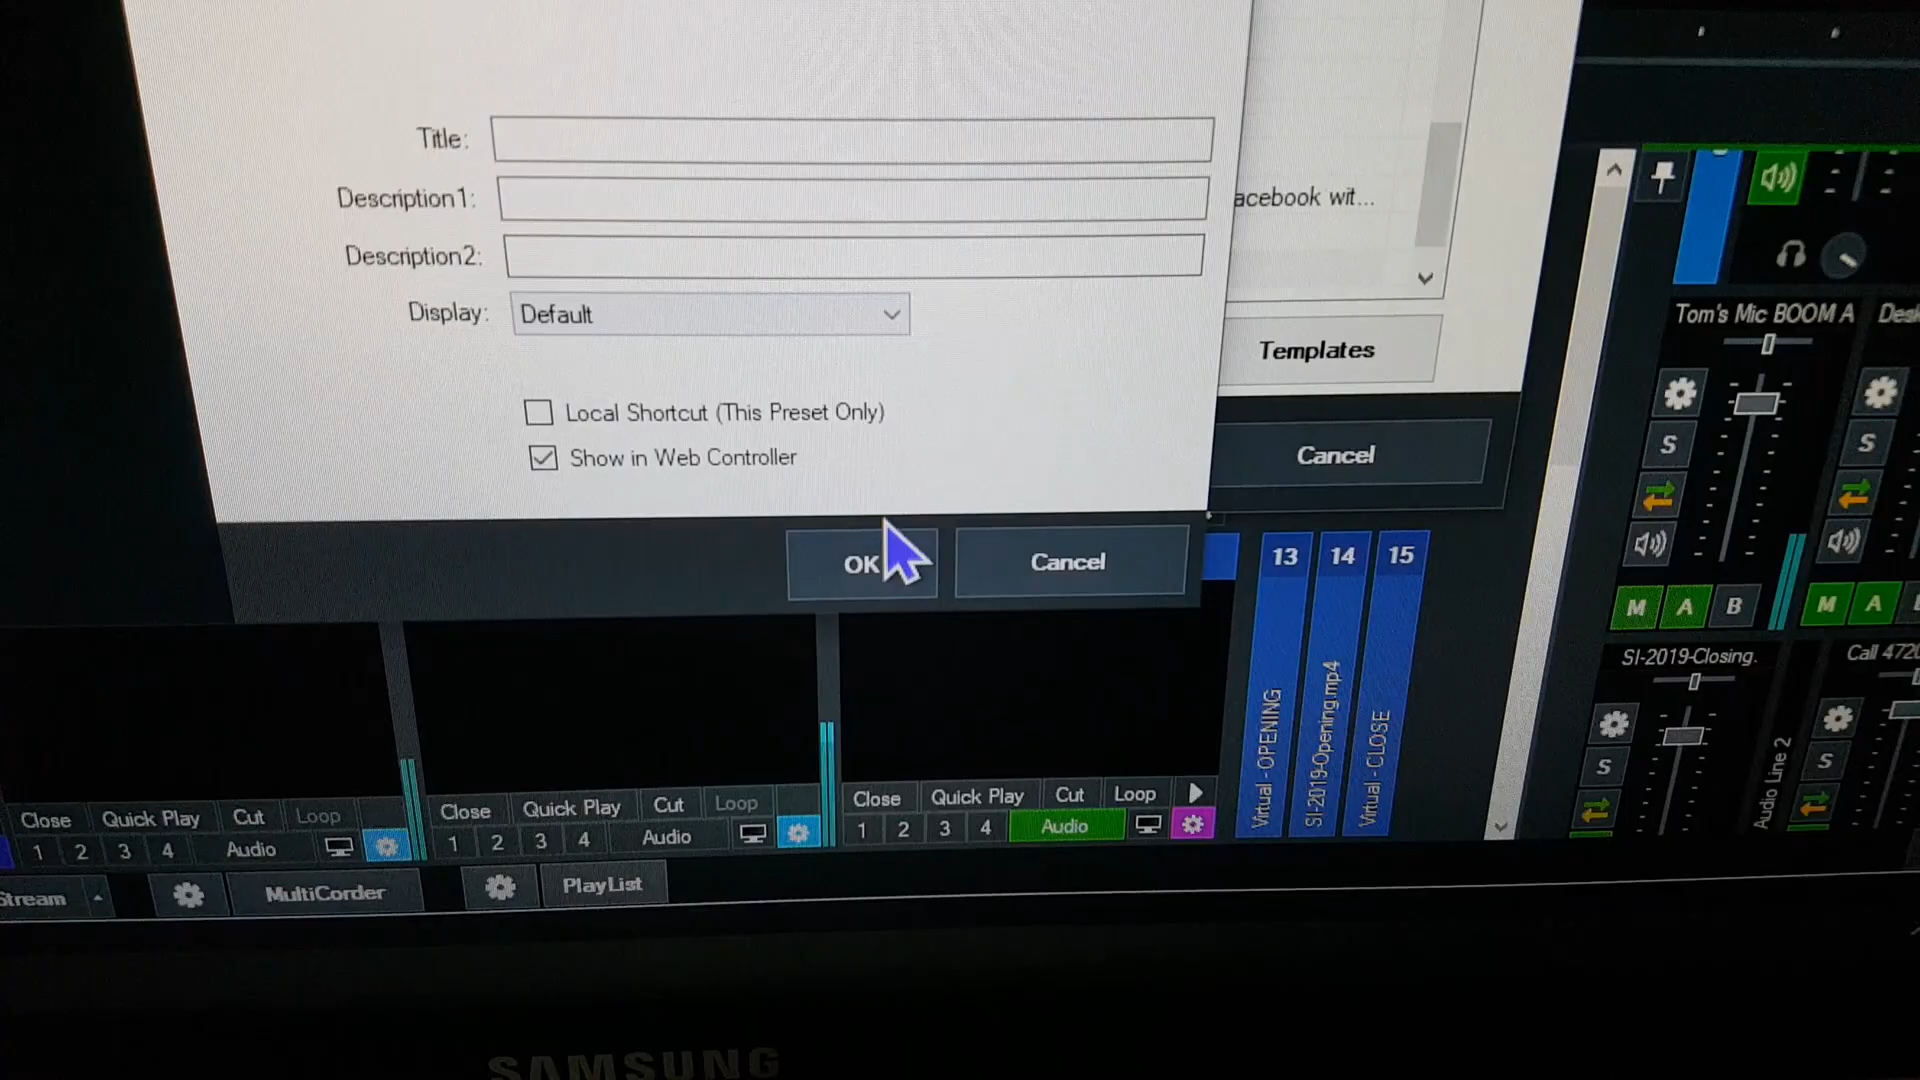 Title:
Description1:
Description2:
Display: Default
Local Shortcut (This Preset Only)
Show in Web Controller
OK Cancel
acebook wit...
Templates
Cancel
13 14 15
Virtual - OPENING
SI-2019-Opening.mp4
Virtual - CLOSE
Close Quick Play Cut Loop
1 2 3 4 Audio
Close Quick Play Cut Loop
1 2 3 4 Audio
Close Quick Play Cut Loop
1 2 3 4 Audio
Stream MultiCorder PlayList
Tom's Mic BOOM A Desk
S S
M A B M A
SI-2019-Closing. Call 4720
S S
Audio Line 2
SAMSUNG